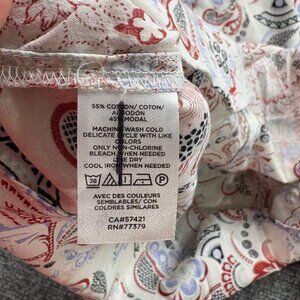 55% COTTON/ COTON/
ALGODÓN
45% MODAL
MACHINE WASH COLD
DELICATE CYCLE WITH LIKE
COLORS
ONLY NON-CHLORINE
BLEACH WHEN NEEDED
LINE DRY
COOL IRON WHEN NEEDED
30
AVEC DES COULEURS
SEMBLABLES/ CON
COLORES SIMILARES
CA#57421
RN#77379